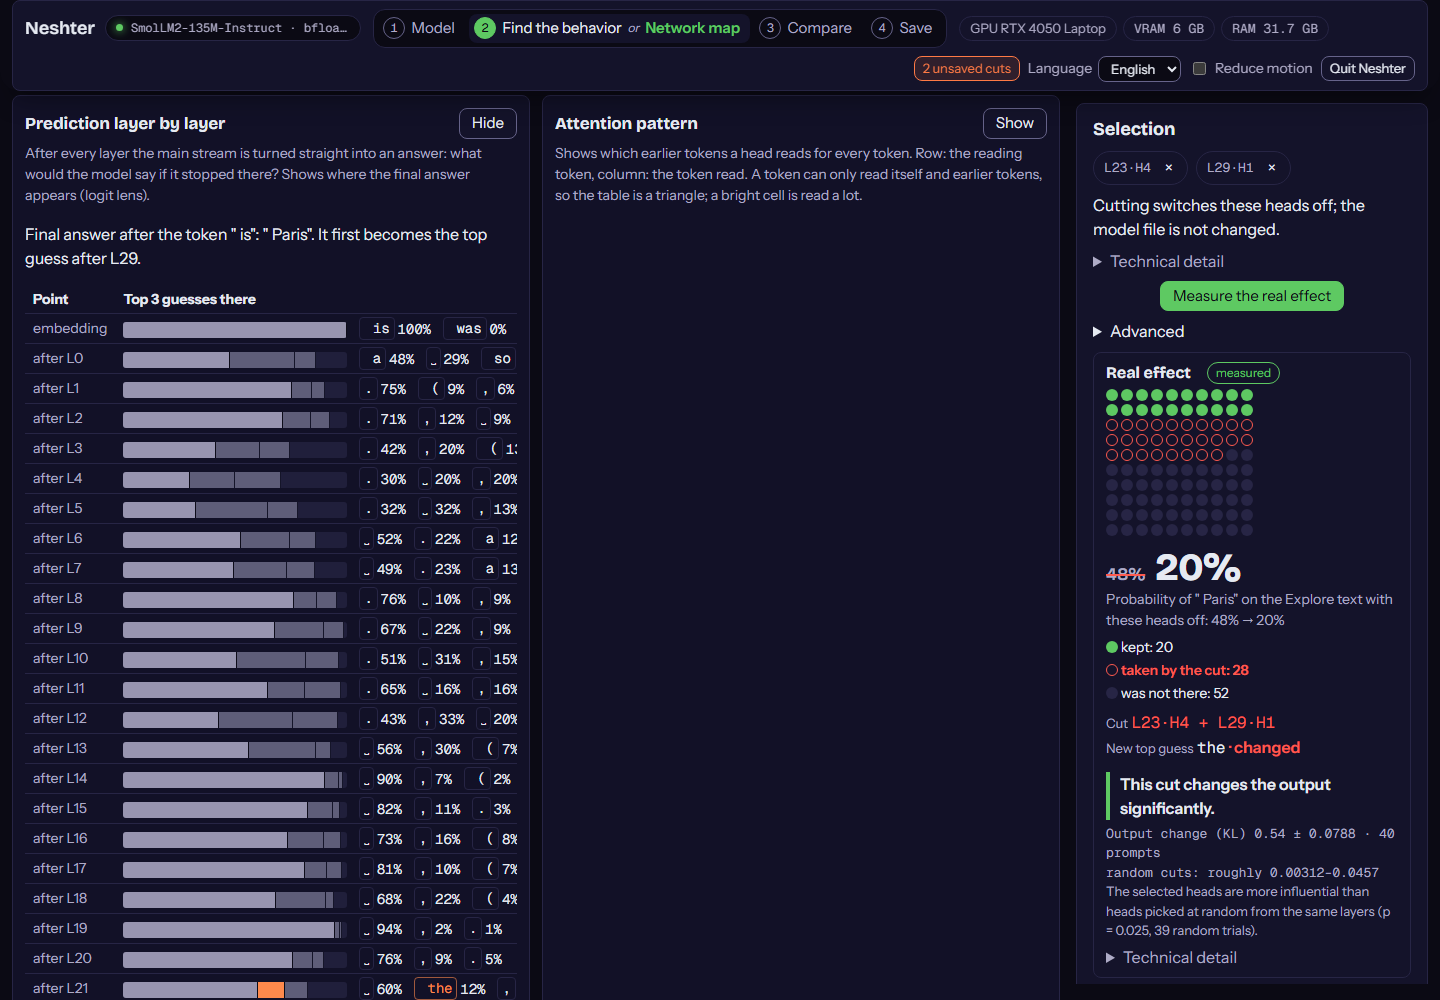 Neshter
SmolLM2-135M-Instruct · bfloa…
1 Model
2 Find the behavior or Network map
3 Compare
4 Save
GPU RTX 4050 Laptop
VRAM 6 GB
RAM 31.7 GB
2 unsaved cuts
Language
English
Reduce motion
Quit Neshter
Prediction layer by layer
Hide
After every layer the main stream is turned straight into an answer: what
would the model say if it stopped there? Shows where the final answer
appears (logit lens).
Final answer after the token " is": " Paris". It first becomes the top
guess after L29.
Point Top 3 guesses there
embedding is 100% was 0%
after L0 a 48% ˽ 29% so
after L1 . 75% ( 9% , 6%
after L2 . 71% , 12% ˽ 9%
after L3 . 42% , 20% ( 13
after L4 . 30% ˽ 20% , 20%
after L5 . 32% ˽ 32% , 13%
after L6 ˽ 52% . 22% a 12
after L7 ˽ 49% . 23% a 13
after L8 . 76% ˽ 10% , 9%
after L9 . 67% ˽ 22% , 9%
after L10 . 51% ˽ 31% , 15%
after L11 . 65% ˽ 16% , 16%
after L12 . 43% , 33% ˽ 20%
after L13 ˽ 56% , 30% ( 7%
after L14 ˽ 90% , 7% ( 2%
after L15 ˽ 82% , 11% . 3%
after L16 ˽ 73% , 16% ( 8%
after L17 ˽ 81% , 10% ( 7%
after L18 ˽ 68% , 22% ( 4%
after L19 ˽ 94% , 2% . 1%
after L20 ˽ 76% , 9% . 5%
after L21 ˽ 60% the 12% ,
Attention pattern
Show
Shows which earlier tokens a head reads for every token. Row: the reading
token, column: the token read. A token can only read itself and earlier tokens,
so the table is a triangle; a bright cell is read a lot.
Selection
L23·H4 ×
L29·H1 ×
Cutting switches these heads off; the
model file is not changed.
▶ Technical detail
Measure the real effect
▶ Advanced
Real effect measured
48% 20%
Probability of " Paris" on the Explore text with
these heads off: 48% → 20%
kept: 20
taken by the cut: 28
was not there: 52
Cut L23·H4 + L29·H1
New top guess the · changed
This cut changes the output
significantly.
Output change (KL) 0.54 ± 0.0788 · 40
prompts
random cuts: roughly 0.00312–0.0457
The selected heads are more influential than
heads picked at random from the same layers (p
= 0.025, 39 random trials).
▶ Technical detail